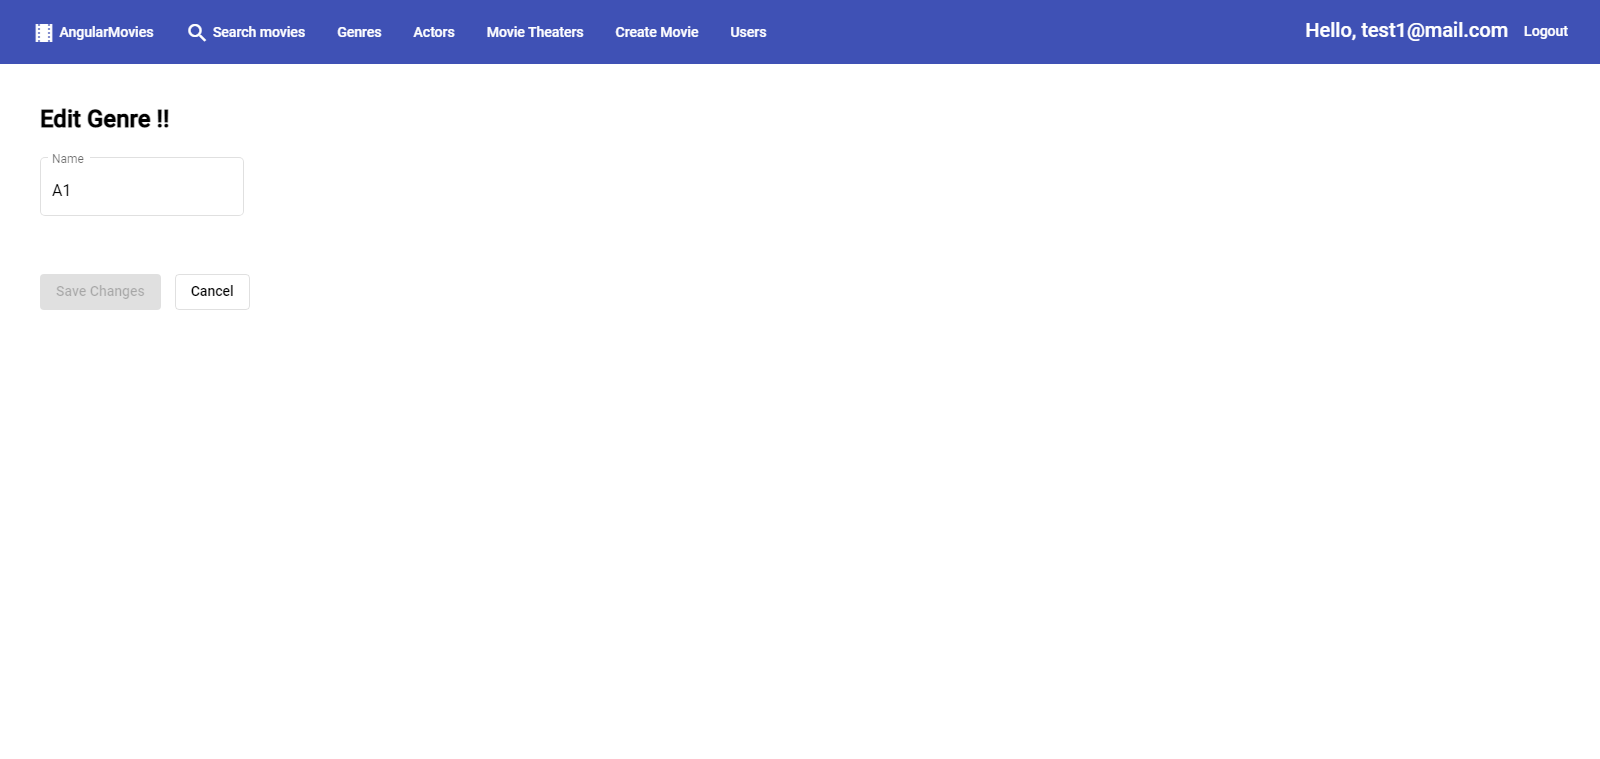 AngularMovies Search movies Genres Actors Movie Theaters Create Movie Users Hello, test1@mail.com Logout
Edit Genre !!
Name
A1
Save Changes Cancel